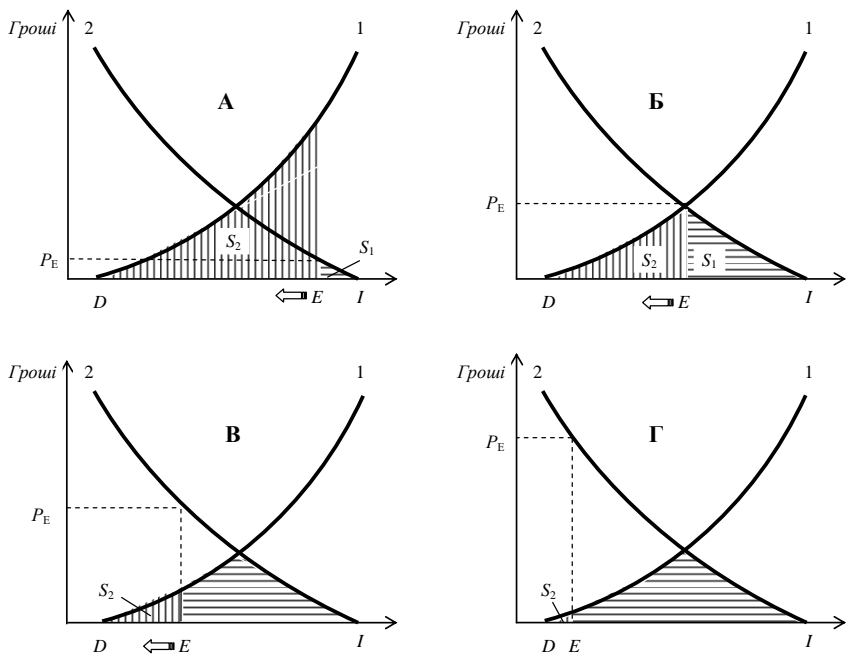 Гроші 2 1
А
S2
S1
PE
D E I
Гроші 2 1
Б
PE
S2 S1
D E I
Гроші 2 1
В
PE
S2
D E I
Гроші 2 1
Г
PE
S2
D E I